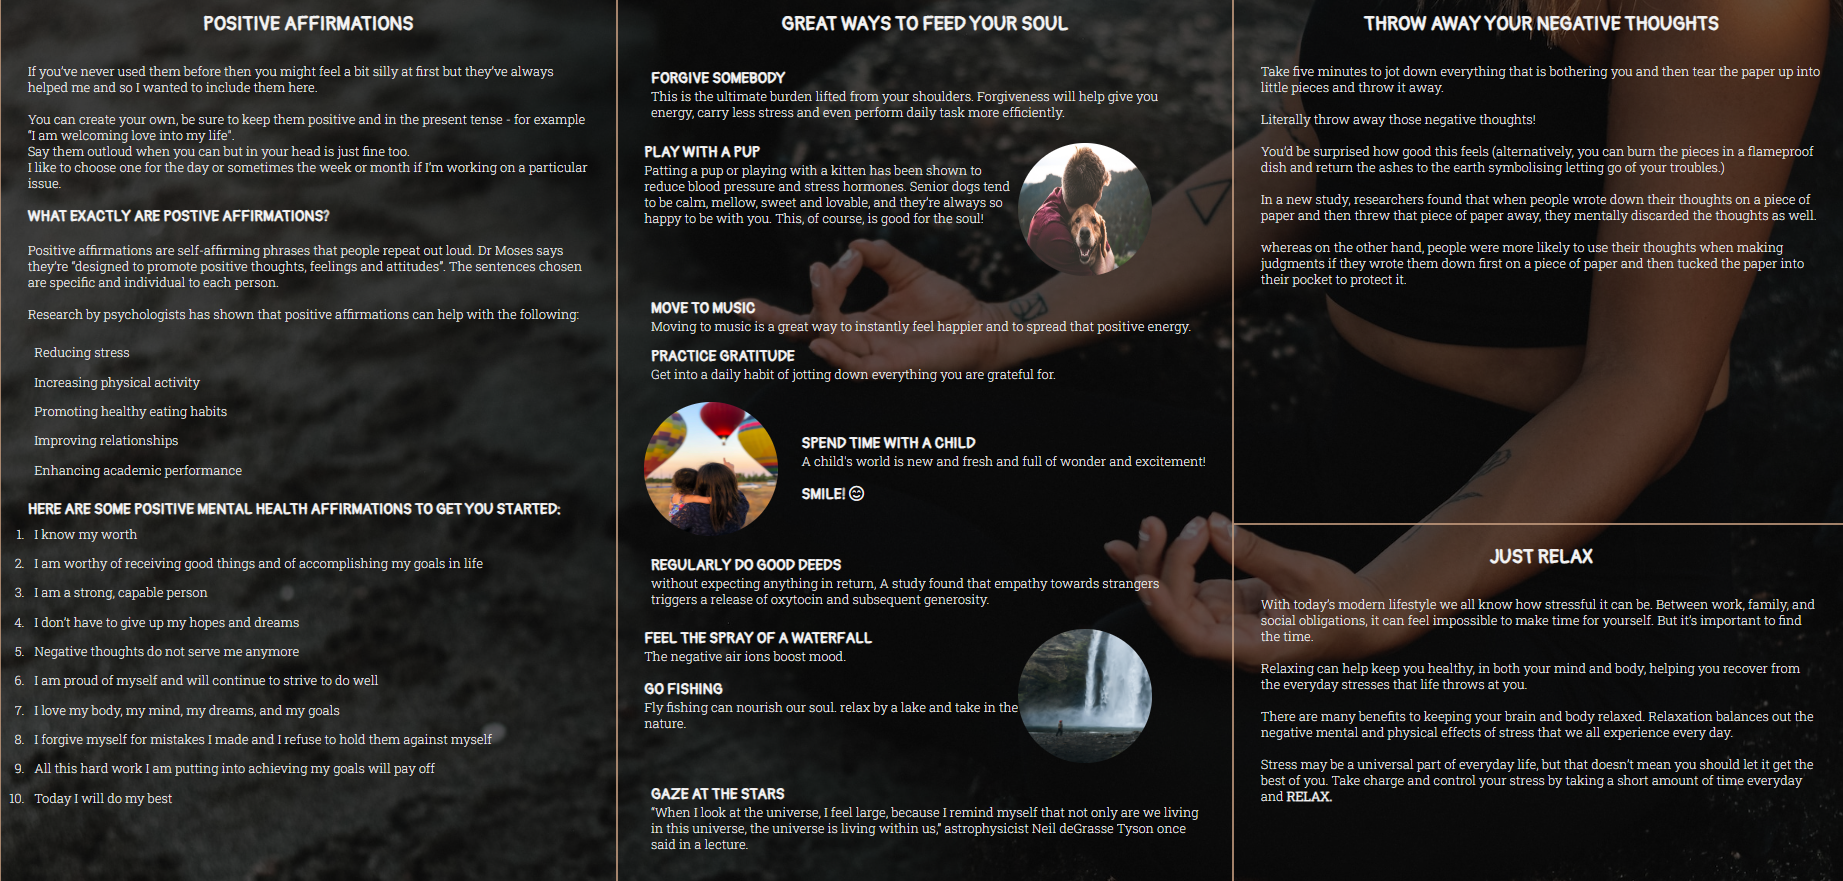 POSITIVE AFFIRMATIONS
If you've never used them before then you might feel a bit silly at first but they've always
helped me and so I wanted to include them here.
You can create your own, be sure to keep them positive and in the present tense - for example
"I am welcoming love into my life".
Say them outloud when you can but in your head is just fine too.
I like to choose one for the day or sometimes the week or month if I'm working on a particular
issue.
WHAT EXACTLY ARE POSTIVE AFFIRMATIONS?
Positive affirmations are self-affirming phrases that people repeat out loud. Dr Moses says
they're "designed to promote positive thoughts, feelings and attitudes". The sentences chosen
are specific and individual to each person.
Research by psychologists has shown that positive affirmations can help with the following:
Reducing stress
Increasing physical activity
Promoting healthy eating habits
Improving relationships
Enhancing academic performance
HERE ARE SOME POSITIVE MENTAL HEALTH AFFIRMATIONS TO GET YOU STARTED:
1. I know my worth
2. I am worthy of receiving good things and of accomplishing my goals in life
3. I am a strong, capable person
4. I don't have to give up my hopes and dreams
5. Negative thoughts do not serve me anymore
6. I am proud of myself and will continue to strive to do well
7. I love my body, my mind, my dreams, and my goals
8. I forgive myself for mistakes I made and I refuse to hold them against myself
9. All this hard work I am putting into achieving my goals will pay off
10. Today I will do my best
GREAT WAYS TO FEED YOUR SOUL
FORGIVE SOMEBODY
This is the ultimate burden lifted from your shoulders. Forgiveness will help give you
energy, carry less stress and even perform daily task more efficiently.
PLAY WITH A PUP
Patting a pup or playing with a kitten has been shown to
reduce blood pressure and stress hormones. Senior dogs tend
to be calm, mellow, sweet and lovable, and they're always so
happy to be with you. This, of course, is good for the soul!
MOVE TO MUSIC
Moving to music is a great way to instantly feel happier and to spread that positive energy.
PRACTICE GRATITUDE
Get into a daily habit of jotting down everything you are grateful for.
SPEND TIME WITH A CHILD
A child's world is new and fresh and full of wonder and excitement!
SMILE! 😊
REGULARLY DO GOOD DEEDS
without expecting anything in return, A study found that empathy towards strangers
triggers a release of oxytocin and subsequent generosity.
FEEL THE SPRAY OF A WATERFALL
The negative air ions boost mood.
GO FISHING
Fly fishing can nourish our soul. relax by a lake and take in the
nature.
GAZE AT THE STARS
"When I look at the universe, I feel large, because I remind myself that not only are we living
in this universe, the universe is living within us," astrophysicist Neil deGrasse Tyson once
said in a lecture.
THROW AWAY YOUR NEGATIVE THOUGHTS
Take five minutes to jot down everything that is bothering you and then tear the paper up into
little pieces and throw it away.
Literally throw away those negative thoughts!
You'd be surprised how good this feels (alternatively, you can burn the pieces in a flameproof
dish and return the ashes to the earth symbolising letting go of your troubles.)
In a new study, researchers found that when people wrote down their thoughts on a piece of
paper and then threw that piece of paper away, they mentally discarded the thoughts as well.
whereas on the other hand, people were more likely to use their thoughts when making
judgments if they wrote them down first on a piece of paper and then tucked the paper into
their pocket to protect it.
JUST RELAX
With today's modern lifestyle we all know how stressful it can be. Between work, family, and
social obligations, it can feel impossible to make time for yourself. But it's important to find
the time.
Relaxing can help keep you healthy, in both your mind and body, helping you recover from
the everyday stresses that life throws at you.
There are many benefits to keeping your brain and body relaxed. Relaxation balances out the
negative mental and physical effects of stress that we all experience every day.
Stress may be a universal part of everyday life, but that doesn't mean you should let it get the
best of you. Take charge and control your stress by taking a short amount of time everyday
and RELAX.